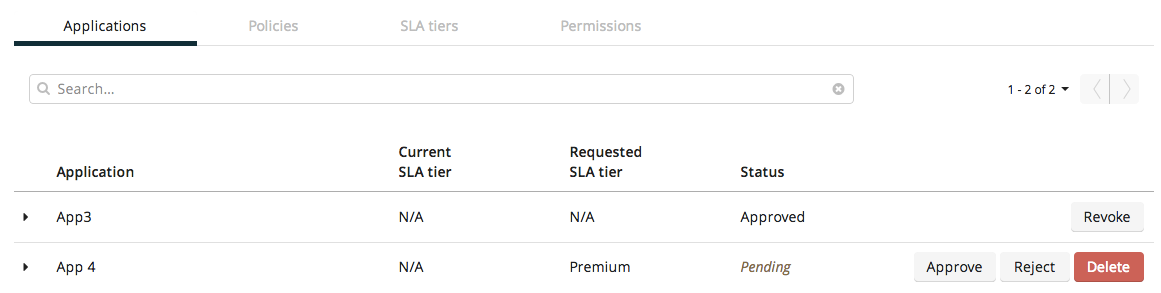 Applications Policies SLA tiers Permissions
Search... 1 - 2 of 2
Application Current SLA tier Requested SLA tier Status
App3 N/A N/A Approved Revoke
App 4 N/A Premium Pending Approve Reject Delete